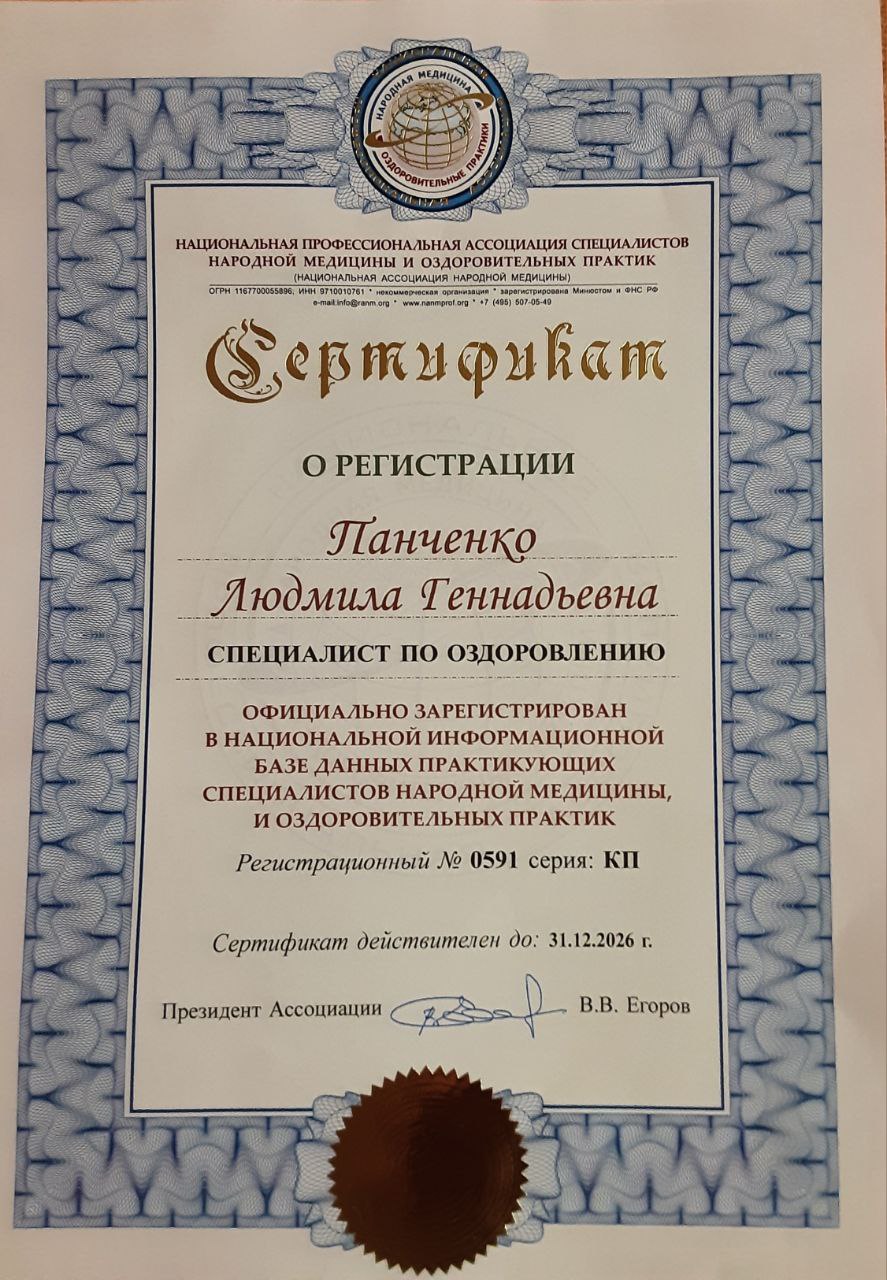 НАРОДНАЯ МЕДИЦИНА
ОЗДОРОВИТЕЛЬНЫЕ ПРАКТИКИ
НАЦИОНАЛЬНАЯ ПРОФЕССИОНАЛЬНАЯ АССОЦИАЦИЯ СПЕЦИАЛИСТОВ
НАРОДНОЙ МЕДИЦИНЫ И ОЗДОРОВИТЕЛЬНЫХ ПРАКТИК
(НАЦИОНАЛЬНАЯ АССОЦИАЦИЯ НАРОДНОЙ МЕДИЦИНЫ)
ОГРН 1167700055896; ИНН 9710010761 * некоммерческая организация * зарегистрирована Минюстом и ФНС РФ
e-mail:info@ranm.org * www.nanmprof.org * +7 (495) 507-05-49
Сертификат
О РЕГИСТРАЦИИ
Панченко
Людмила Геннадьевна
СПЕЦИАЛИСТ ПО ОЗДОРОВЛЕНИЮ
ОФИЦИАЛЬНО ЗАРЕГИСТРИРОВАН
В НАЦИОНАЛЬНОЙ ИНФОРМАЦИОННОЙ
БАЗЕ ДАННЫХ ПРАКТИКУЮЩИХ
СПЕЦИАЛИСТОВ НАРОДНОЙ МЕДИЦИНЫ,
И ОЗДОРОВИТЕЛЬНЫХ ПРАКТИК
Регистрационный № 0591 серия: КП
Сертификат действителен до: 31.12.2026 г.
Президент Ассоциации В.В. Егоров